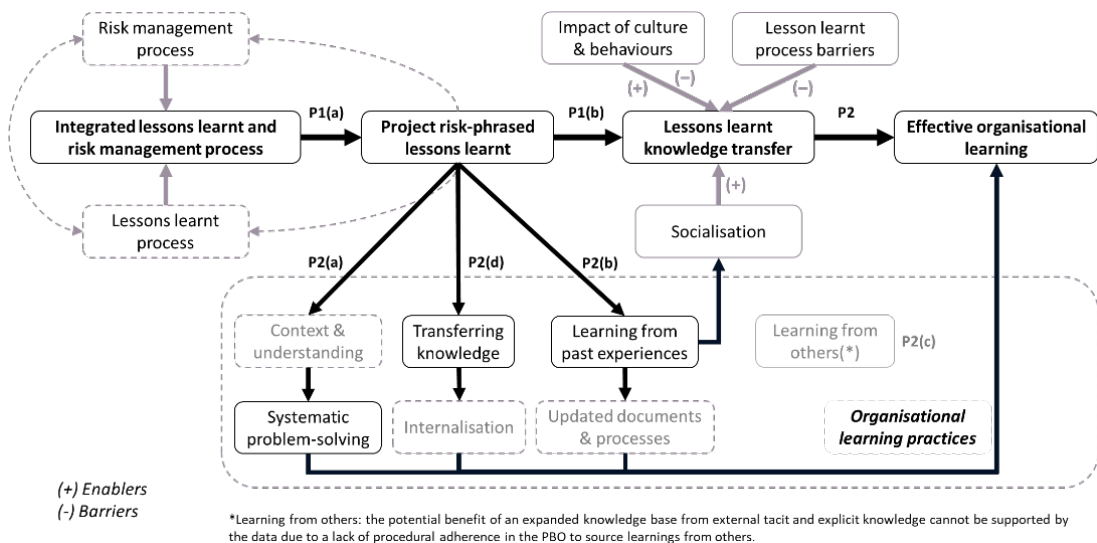 Risk management
process
Impact of culture
& behaviours
Lesson learnt
process barriers
(+)
(-)
(-)
P1(a)
P1(b)
P2
Integrated lessons learnt and
risk management process
Project risk-phrased
lessons learnt
Lessons learnt
knowledge transfer
Effective organisational
learning
(+)
Lessons learnt
process
Socialisation
P2(a)
P2(d)
P2(b)
Context &
understanding
Transferring
knowledge
Learning from
past experiences
Learning from
others(*)
P2(c)
Systematic
problem-solving
Internalisation
Updated documents
& processes
Organisational
learning practices
(+) Enablers
(-) Barriers
*Learning from others: the potential benefit of an expanded knowledge base from external tacit and explicit knowledge cannot be supported by
the data due to a lack of procedural adherence in the PBO to source learnings from others.